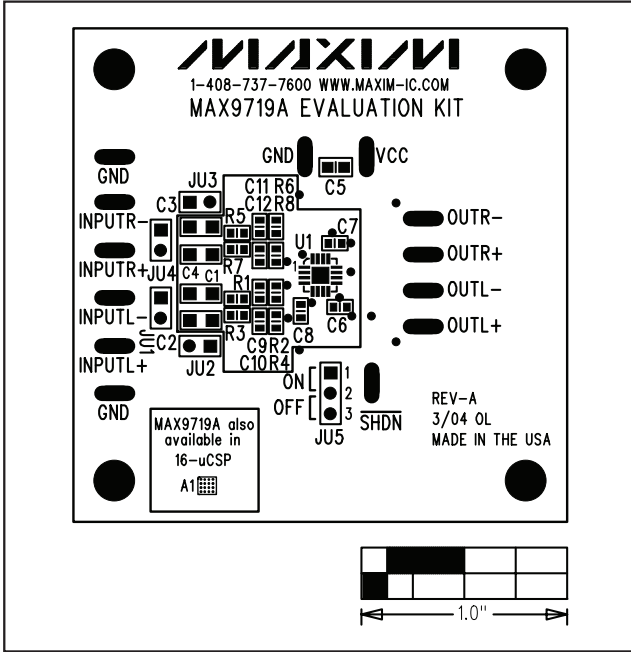 MAXIM
1-408-737-7600 WWW.MAXIM-IC.COM
MAX9719A EVALUATION KIT
GND
VCC
C5
GND
JU3
C3
INPUTR-
C11 R6
C12 R8
R5
C7
U1
1
OUTR-
INPUTR+
JU4
R7
C4
C1
OUTR+
R1
INPUTL-
OUTL-
R3
C8
C6
OUTL+
JU1
C2
C9 R2
C10 R4
INPUTL+
JU2
GND
ON
OFF
1
2
3
JU5
SHDN
REV-A
3/04 OL
MADE IN THE USA
MAX9719A also
available in
16-uCSP
A1
1.0"